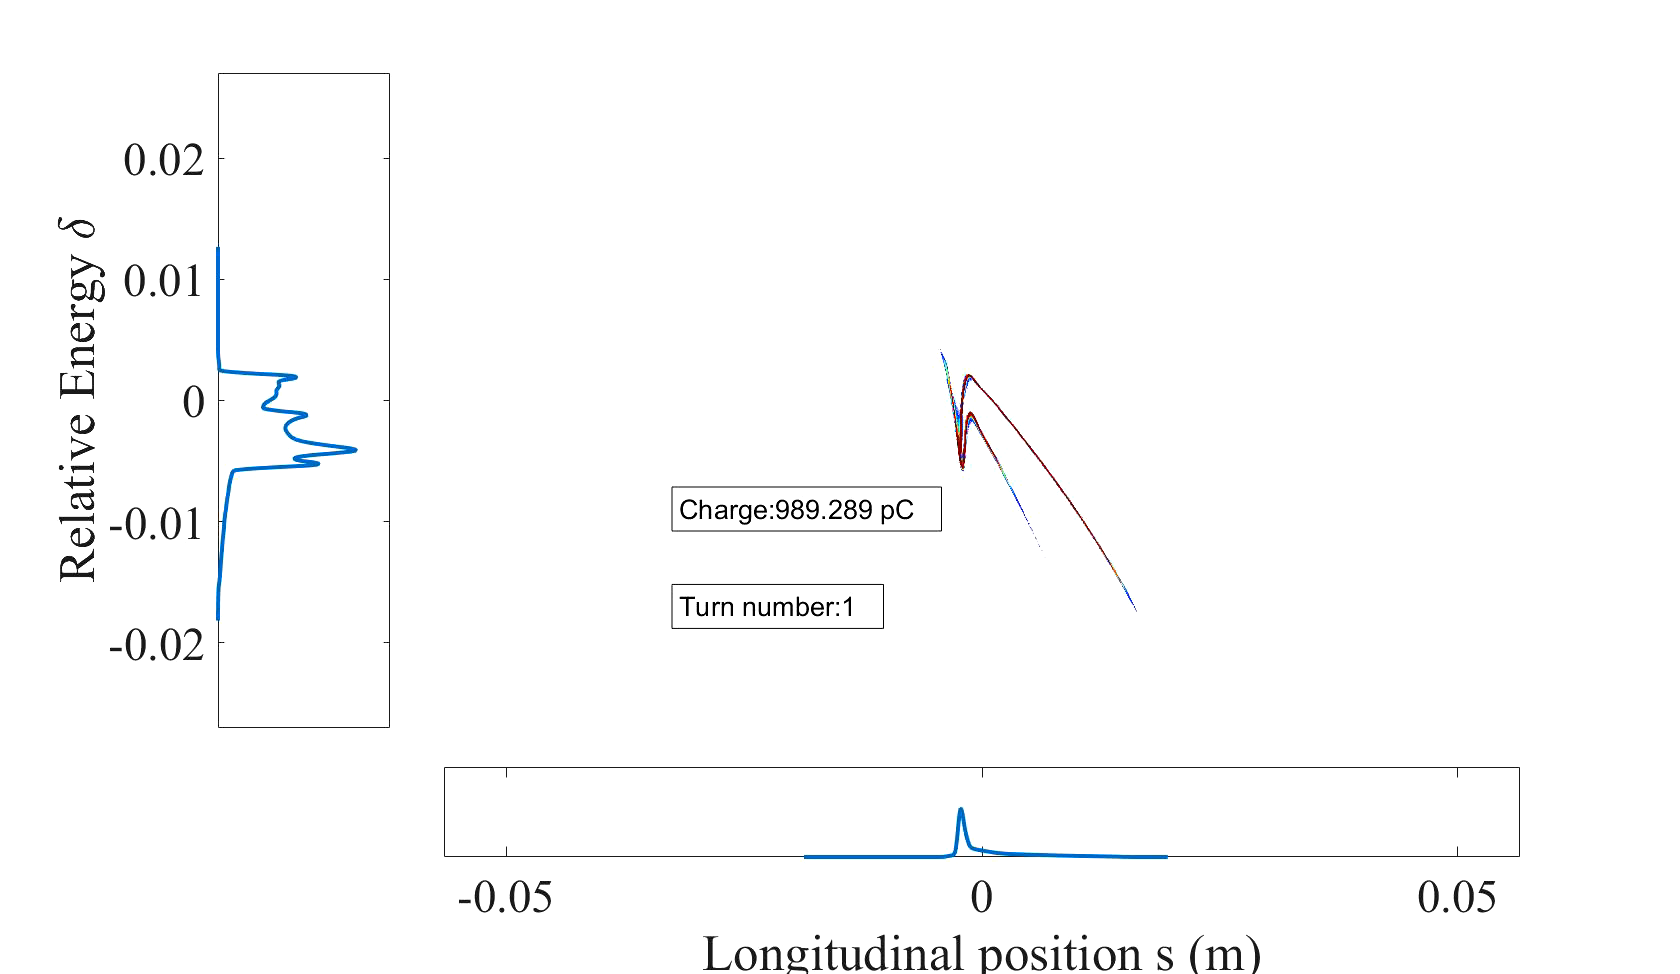 Relative Energy δ
0.02
0.01
0
-0.01
-0.02
Charge:989.289 pC
Turn number:1
-0.05
0
0.05
Longitudinal position s (m)